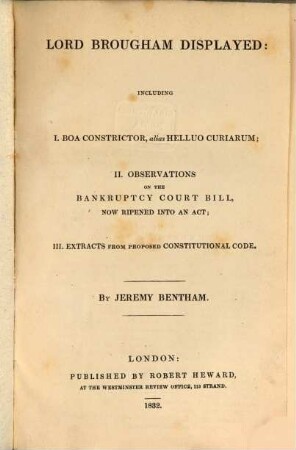 LORD BROUGHAM DISPLAYED:
INCLUDING
I. BOA CONSTRICTOR, alias HELLUO CURIARUM;
II. OBSERVATIONS
ON THE
BANKRUPTCY COURT BILL,
NOW RIPENED INTO AN ACT;
III. EXTRACTS FROM PROPOSED CONSTITUTIONAL CODE.
BY JEREMY BENTHAM.
LONDON:
PUBLISHED BY ROBERT HEWARD,
AT THE WESTMINSTER REVIEW OFFICE, 119 STRAND.
1832.